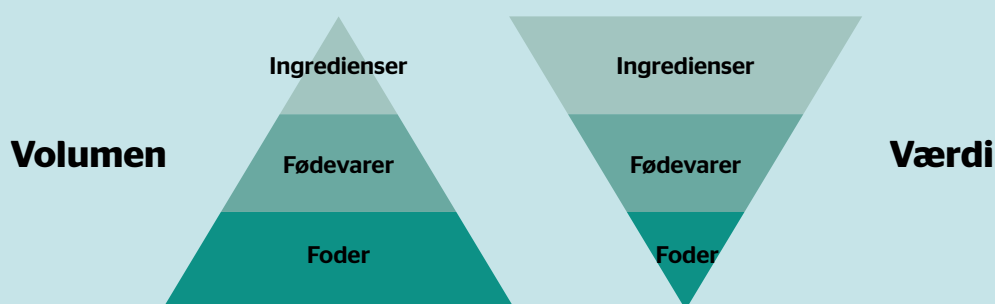 Ingredienser
Ingredienser
Volumen
Fødevarer
Fødevarer
Værdi
Foder
Foder